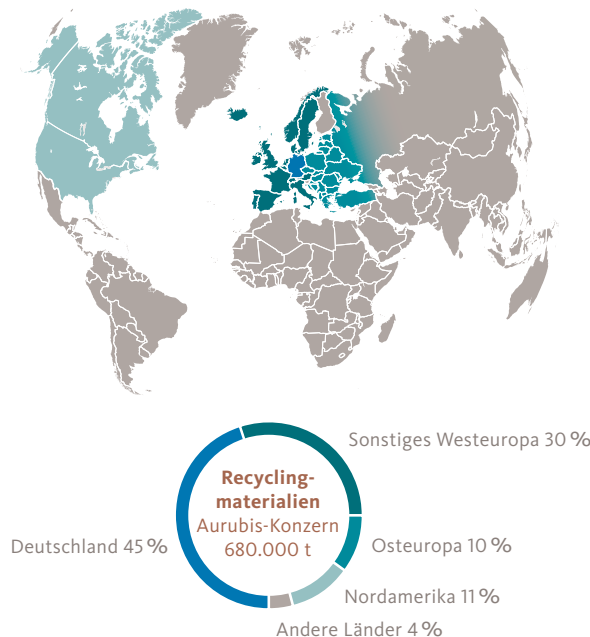 Sonstiges Westeuropa 30 %
Recycling-
materialien
Aurubis-Konzern
680.000 t
Deutschland 45 %
Osteuropa 10 %
Nordamerika 11 %
Andere Länder 4 %